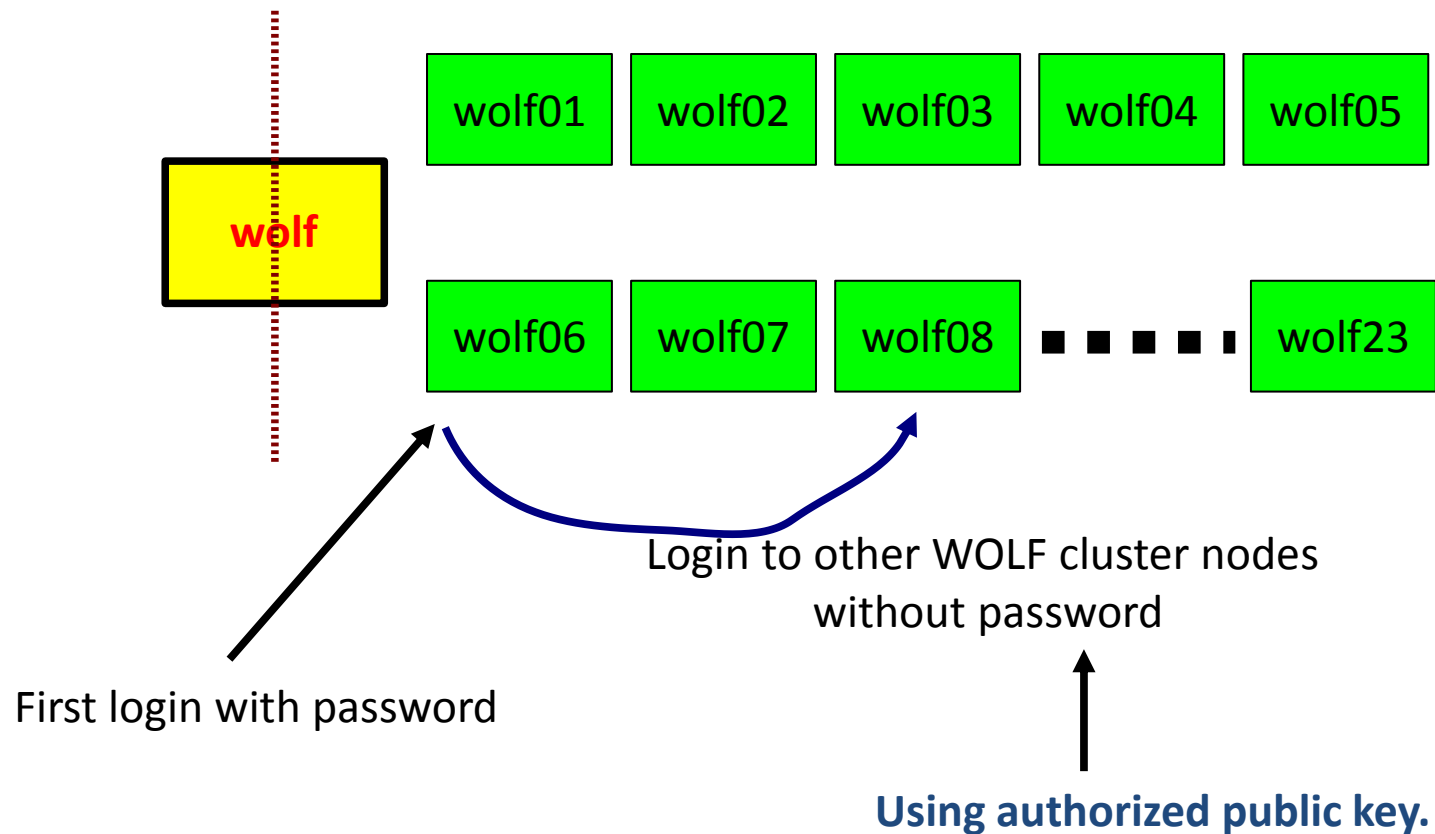 wolf01 wolf02 wolf03 wolf04 wolf05
wolf
wolf06 wolf07 wolf08 wolf23
Login to other WOLF cluster nodes
without password
First login with password
Using authorized public key.